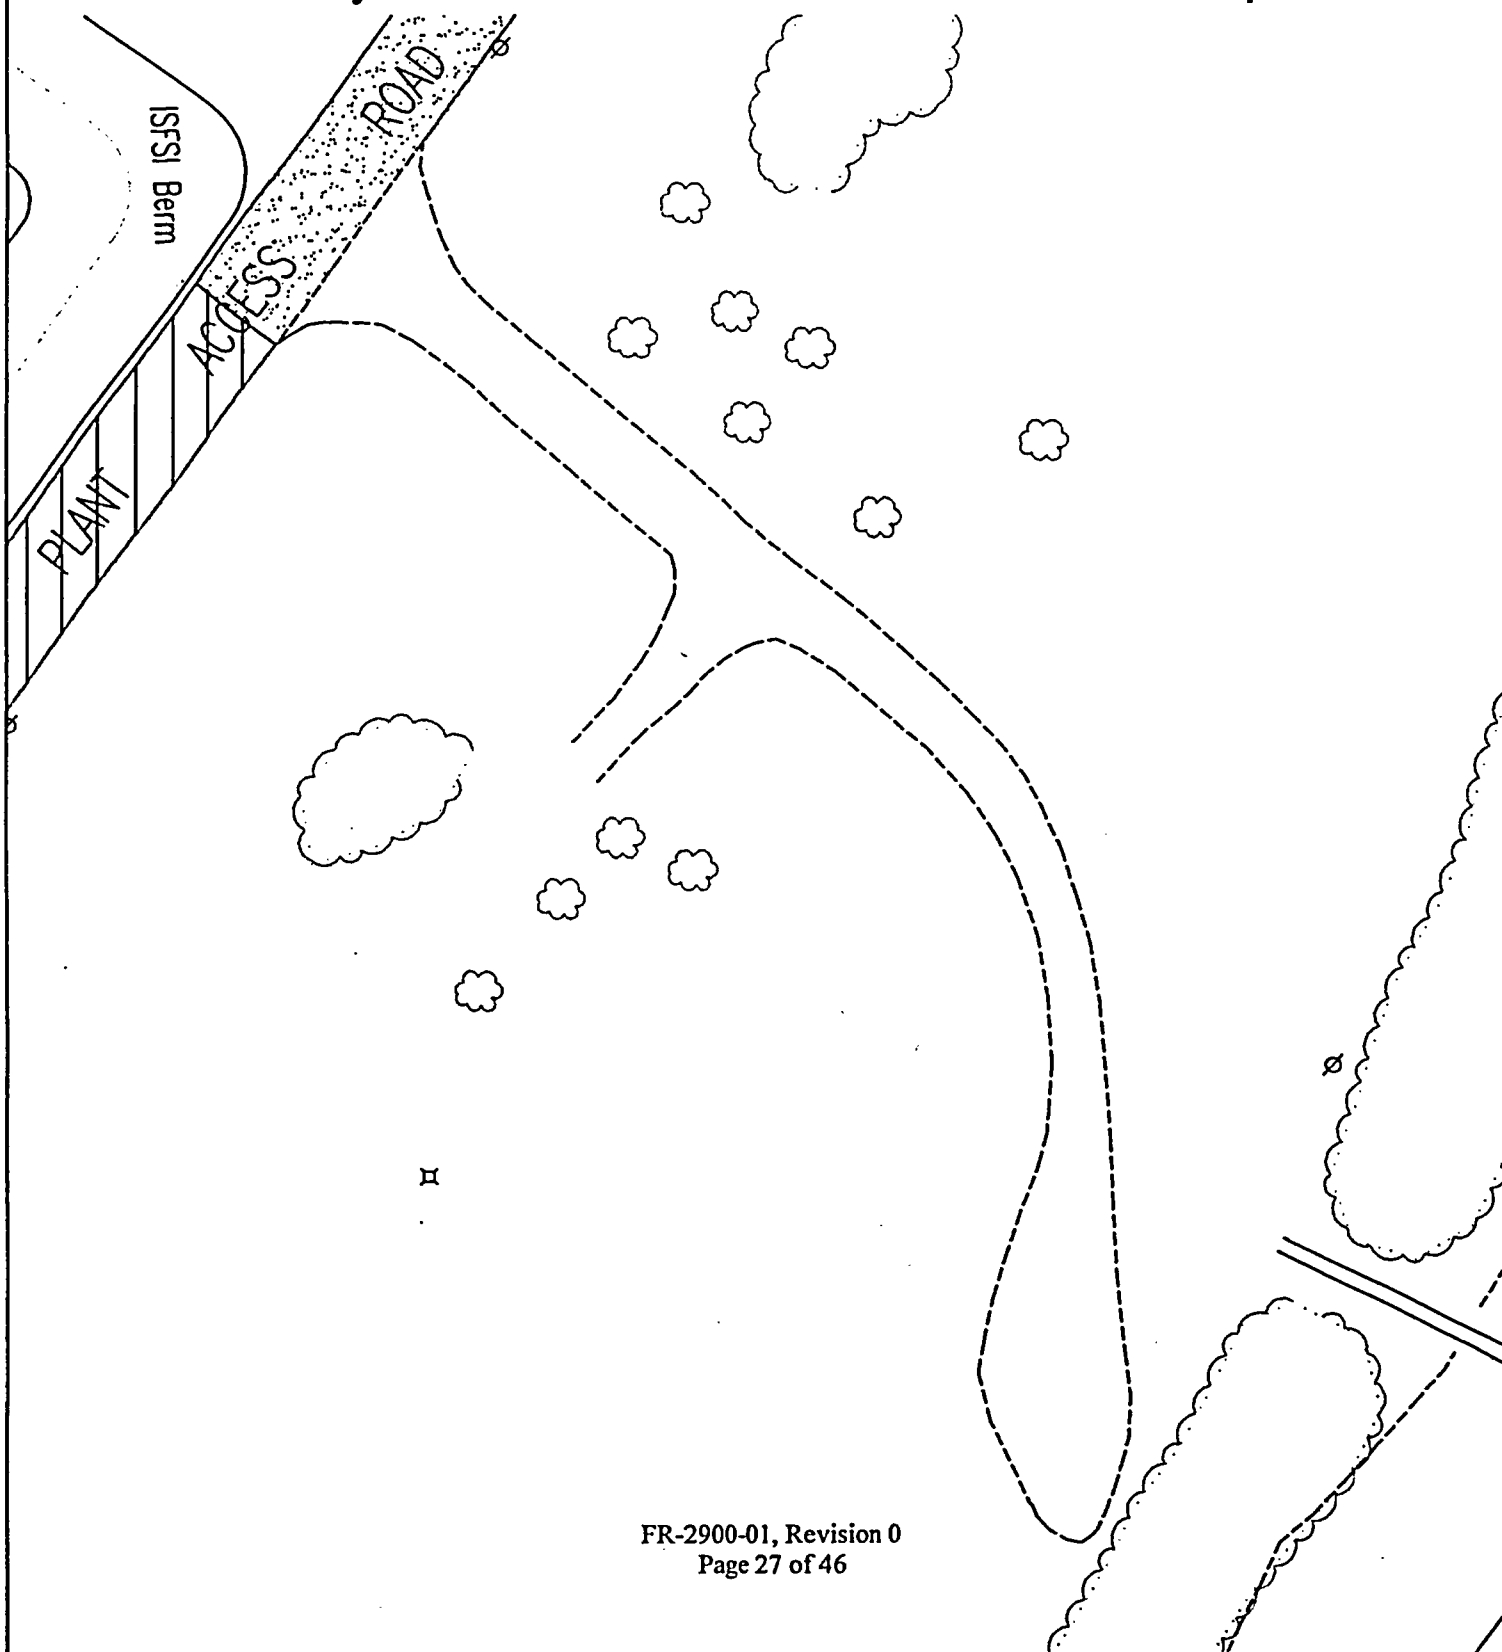 ISFSI Berm
PLANT ACCESS ROAD
FR-2900-01, Revision 0
Page 27 of 46